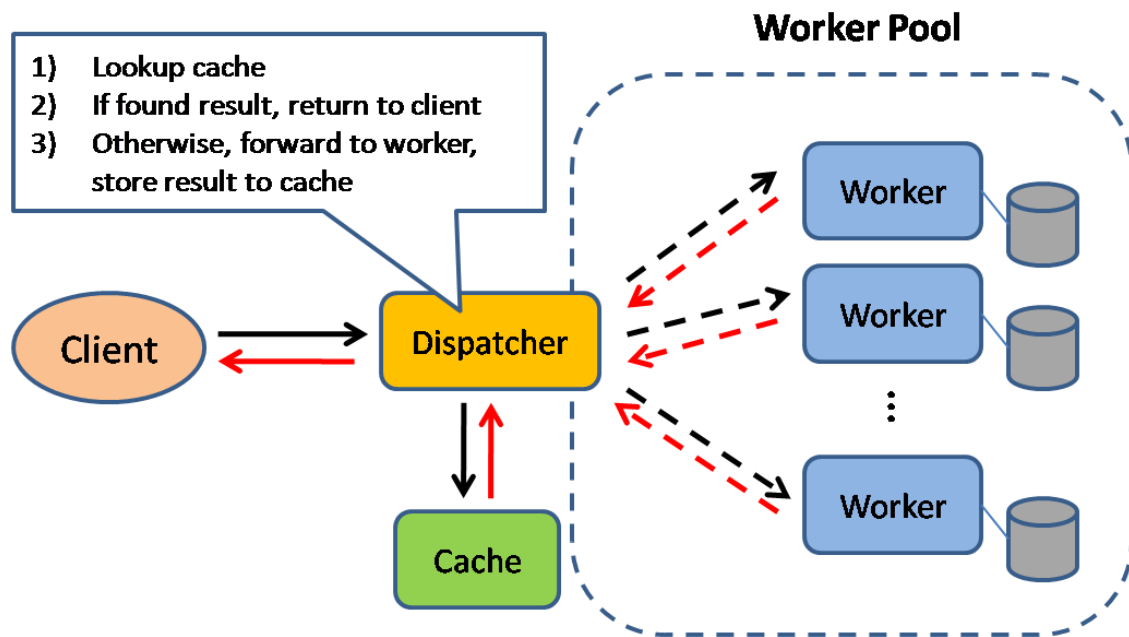 Worker Pool
1) Lookup cache
2) If found result, return to client
3) Otherwise, forward to worker,
store result to cache
Worker
Client
Dispatcher
Worker
...
Cache
Worker